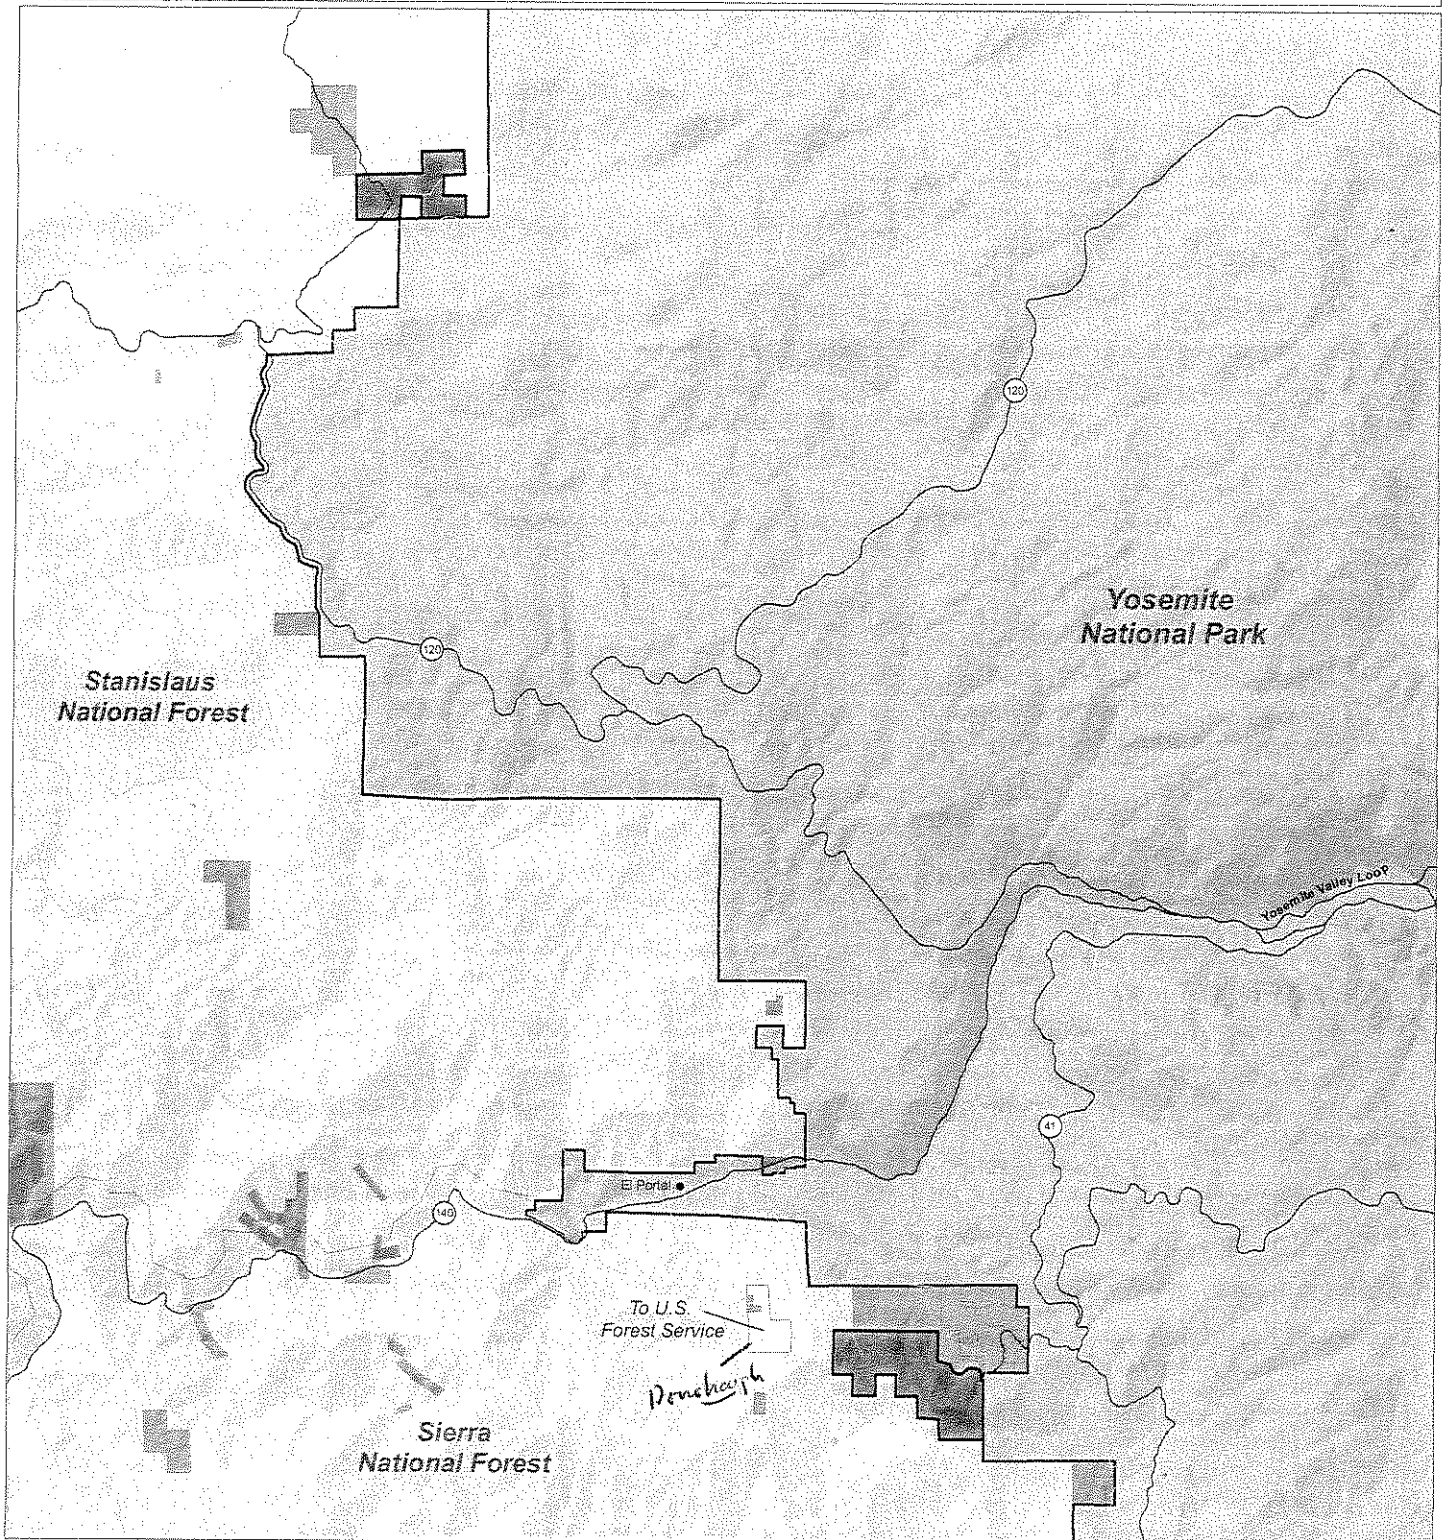 120
Yosemite
National Park
120
Stanislaus
National Forest
Yosemite Valley Loop
41
El Portal
140
To U.S.
Forest Service
Sierra
National Forest